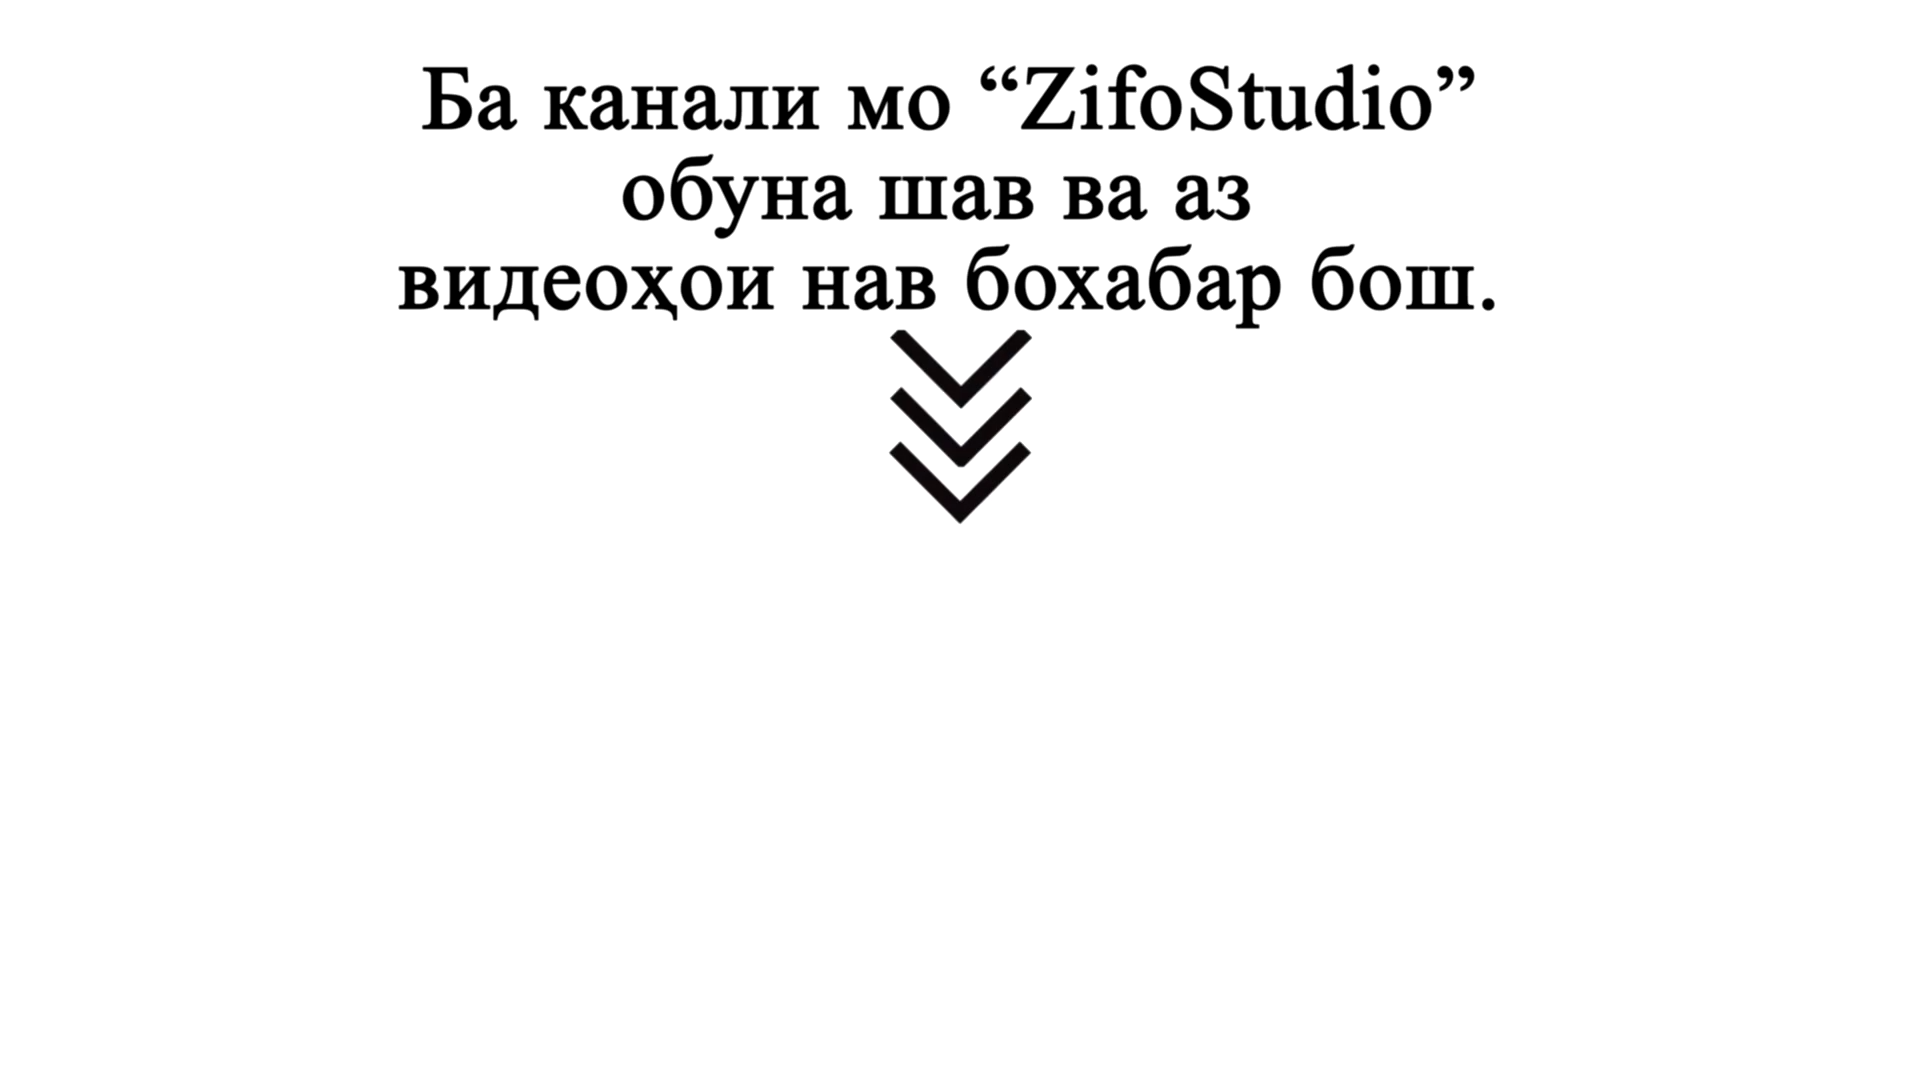 Ба канали мо “ZifoStudio”
обуна шав ва аз
видеоҳои нав бохабар бош.